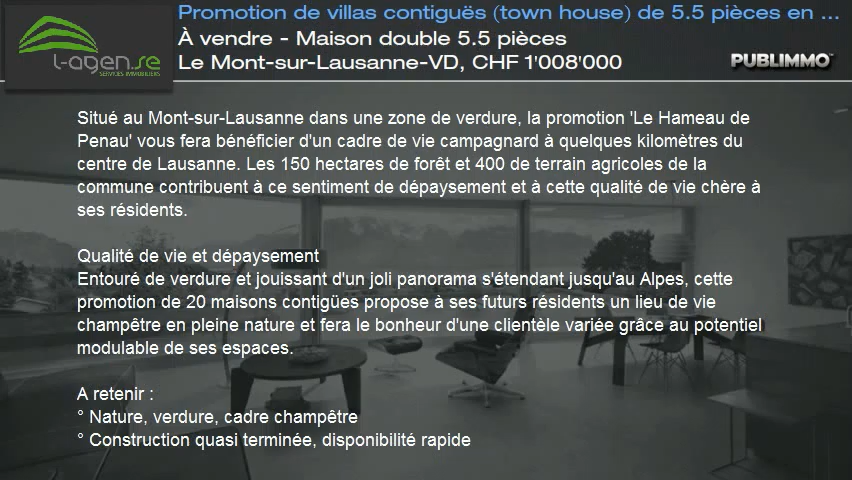 Promotion de villas contiguës (town house) de 5.5 pièces en ...
l-agen.se
SERVICES IMMOBILIERS
À vendre - Maison double 5.5 pièces
Le Mont-sur-Lausanne-VD, CHF 1'008'000
PUBLIMMO™
Situé au Mont-sur-Lausanne dans une zone de verdure, la promotion 'Le Hameau de
Penau' vous fera bénéficier d'un cadre de vie campagnard à quelques kilomètres du
centre de Lausanne. Les 150 hectares de forêt et 400 de terrain agricoles de la
commune contribuent à ce sentiment de dépaysement et à cette qualité de vie chère à
ses résidents.
Qualité de vie et dépaysement
Entouré de verdure et jouissant d'un joli panorama s'étendant jusqu'au Alpes, cette
promotion de 20 maisons contigües propose à ses futurs résidents un lieu de vie
champêtre en pleine nature et fera le bonheur d'une clientèle variée grâce au potentiel
modulable de ses espaces.
A retenir :
° Nature, verdure, cadre champêtre
° Construction quasi terminée, disponibilité rapide